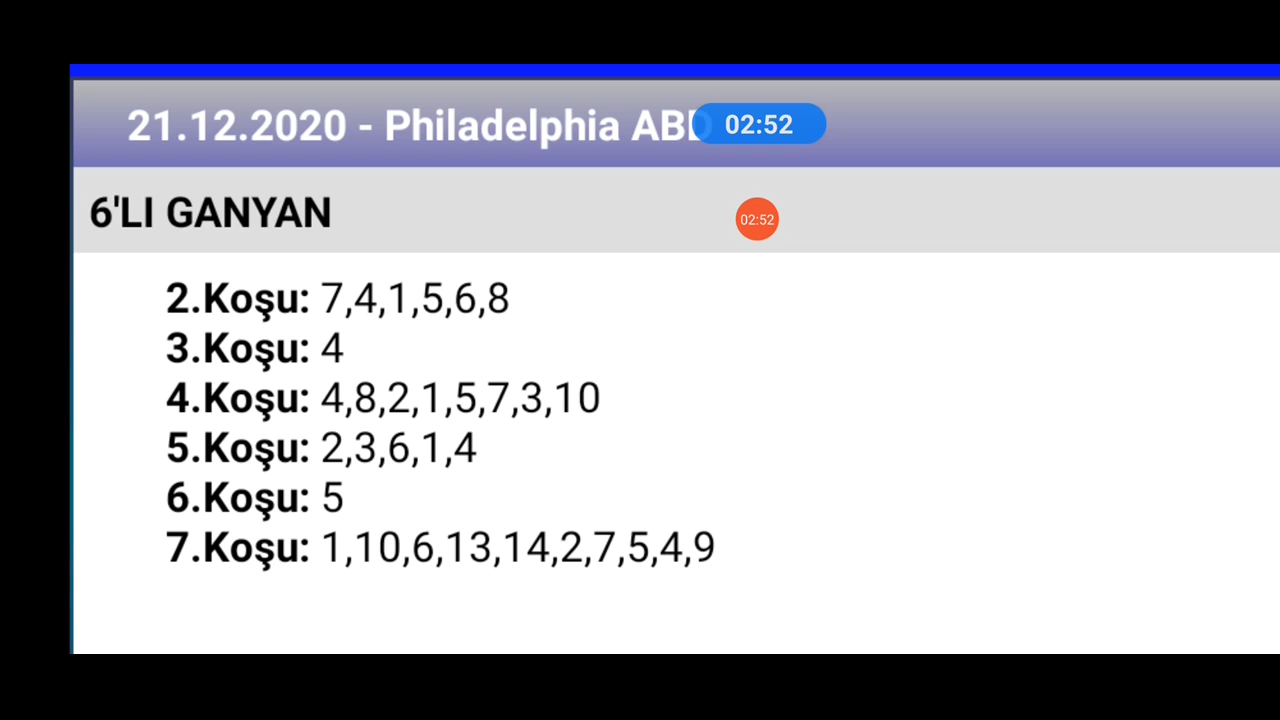 21.12.2020 - Philadelphia ABD
02:52
6'LI GANYAN
02:52
2.Koşu: 7,4,1,5,6,8
3.Koşu: 4
4.Koşu: 4,8,2,1,5,7,3,10
5.Koşu: 2,3,6,1,4
6.Koşu: 5
7.Koşu: 1,10,6,13,14,2,7,5,4,9